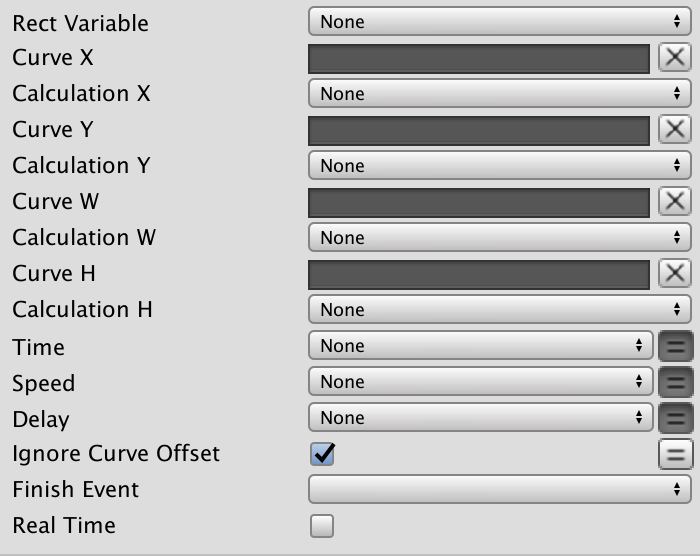 Rect Variable None
Curve X
Calculation X None
Curve Y
Calculation Y None
Curve W
Calculation W None
Curve H
Calculation H None
Time None
Speed None
Delay None
Ignore Curve Offset
Finish Event
Real Time